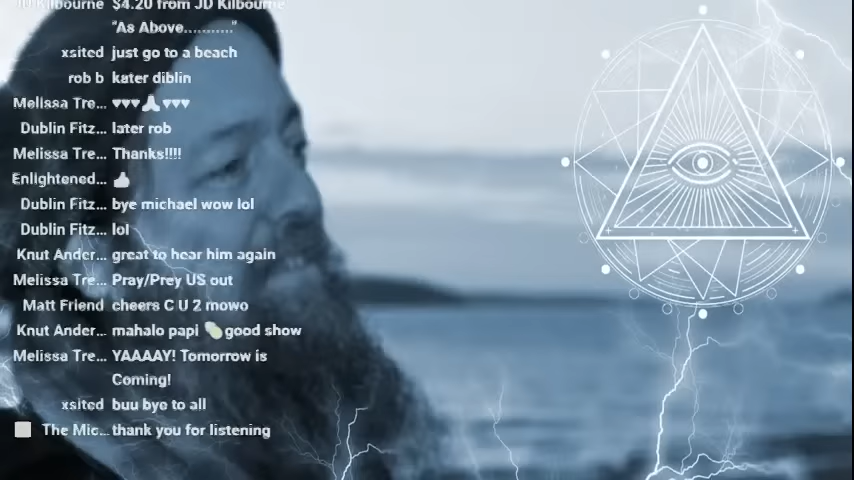 JD Kilbourne $4.20 from JD Kilbourne
"As Above.........."
xsited just go to a beach
rob b kater diblin
Melissa Tre... ♥♥♥🙏♥♥♥
Dublin Fitz... later rob
Melissa Tre... Thanks!!!!
Enlightened... 👍
Dublin Fitz... bye michael wow lol
Dublin Fitz... lol
Knut Ander... great to hear him again
Melissa Tre... Pray/Prey US out
Matt Friend cheers C U 2 mowo
Knut Ander... mahalo papi 🥔 good show
Melissa Tre... YAAAAY! Tomorrow is
Coming!
xsited buu bye to all
The Mic... thank you for listening